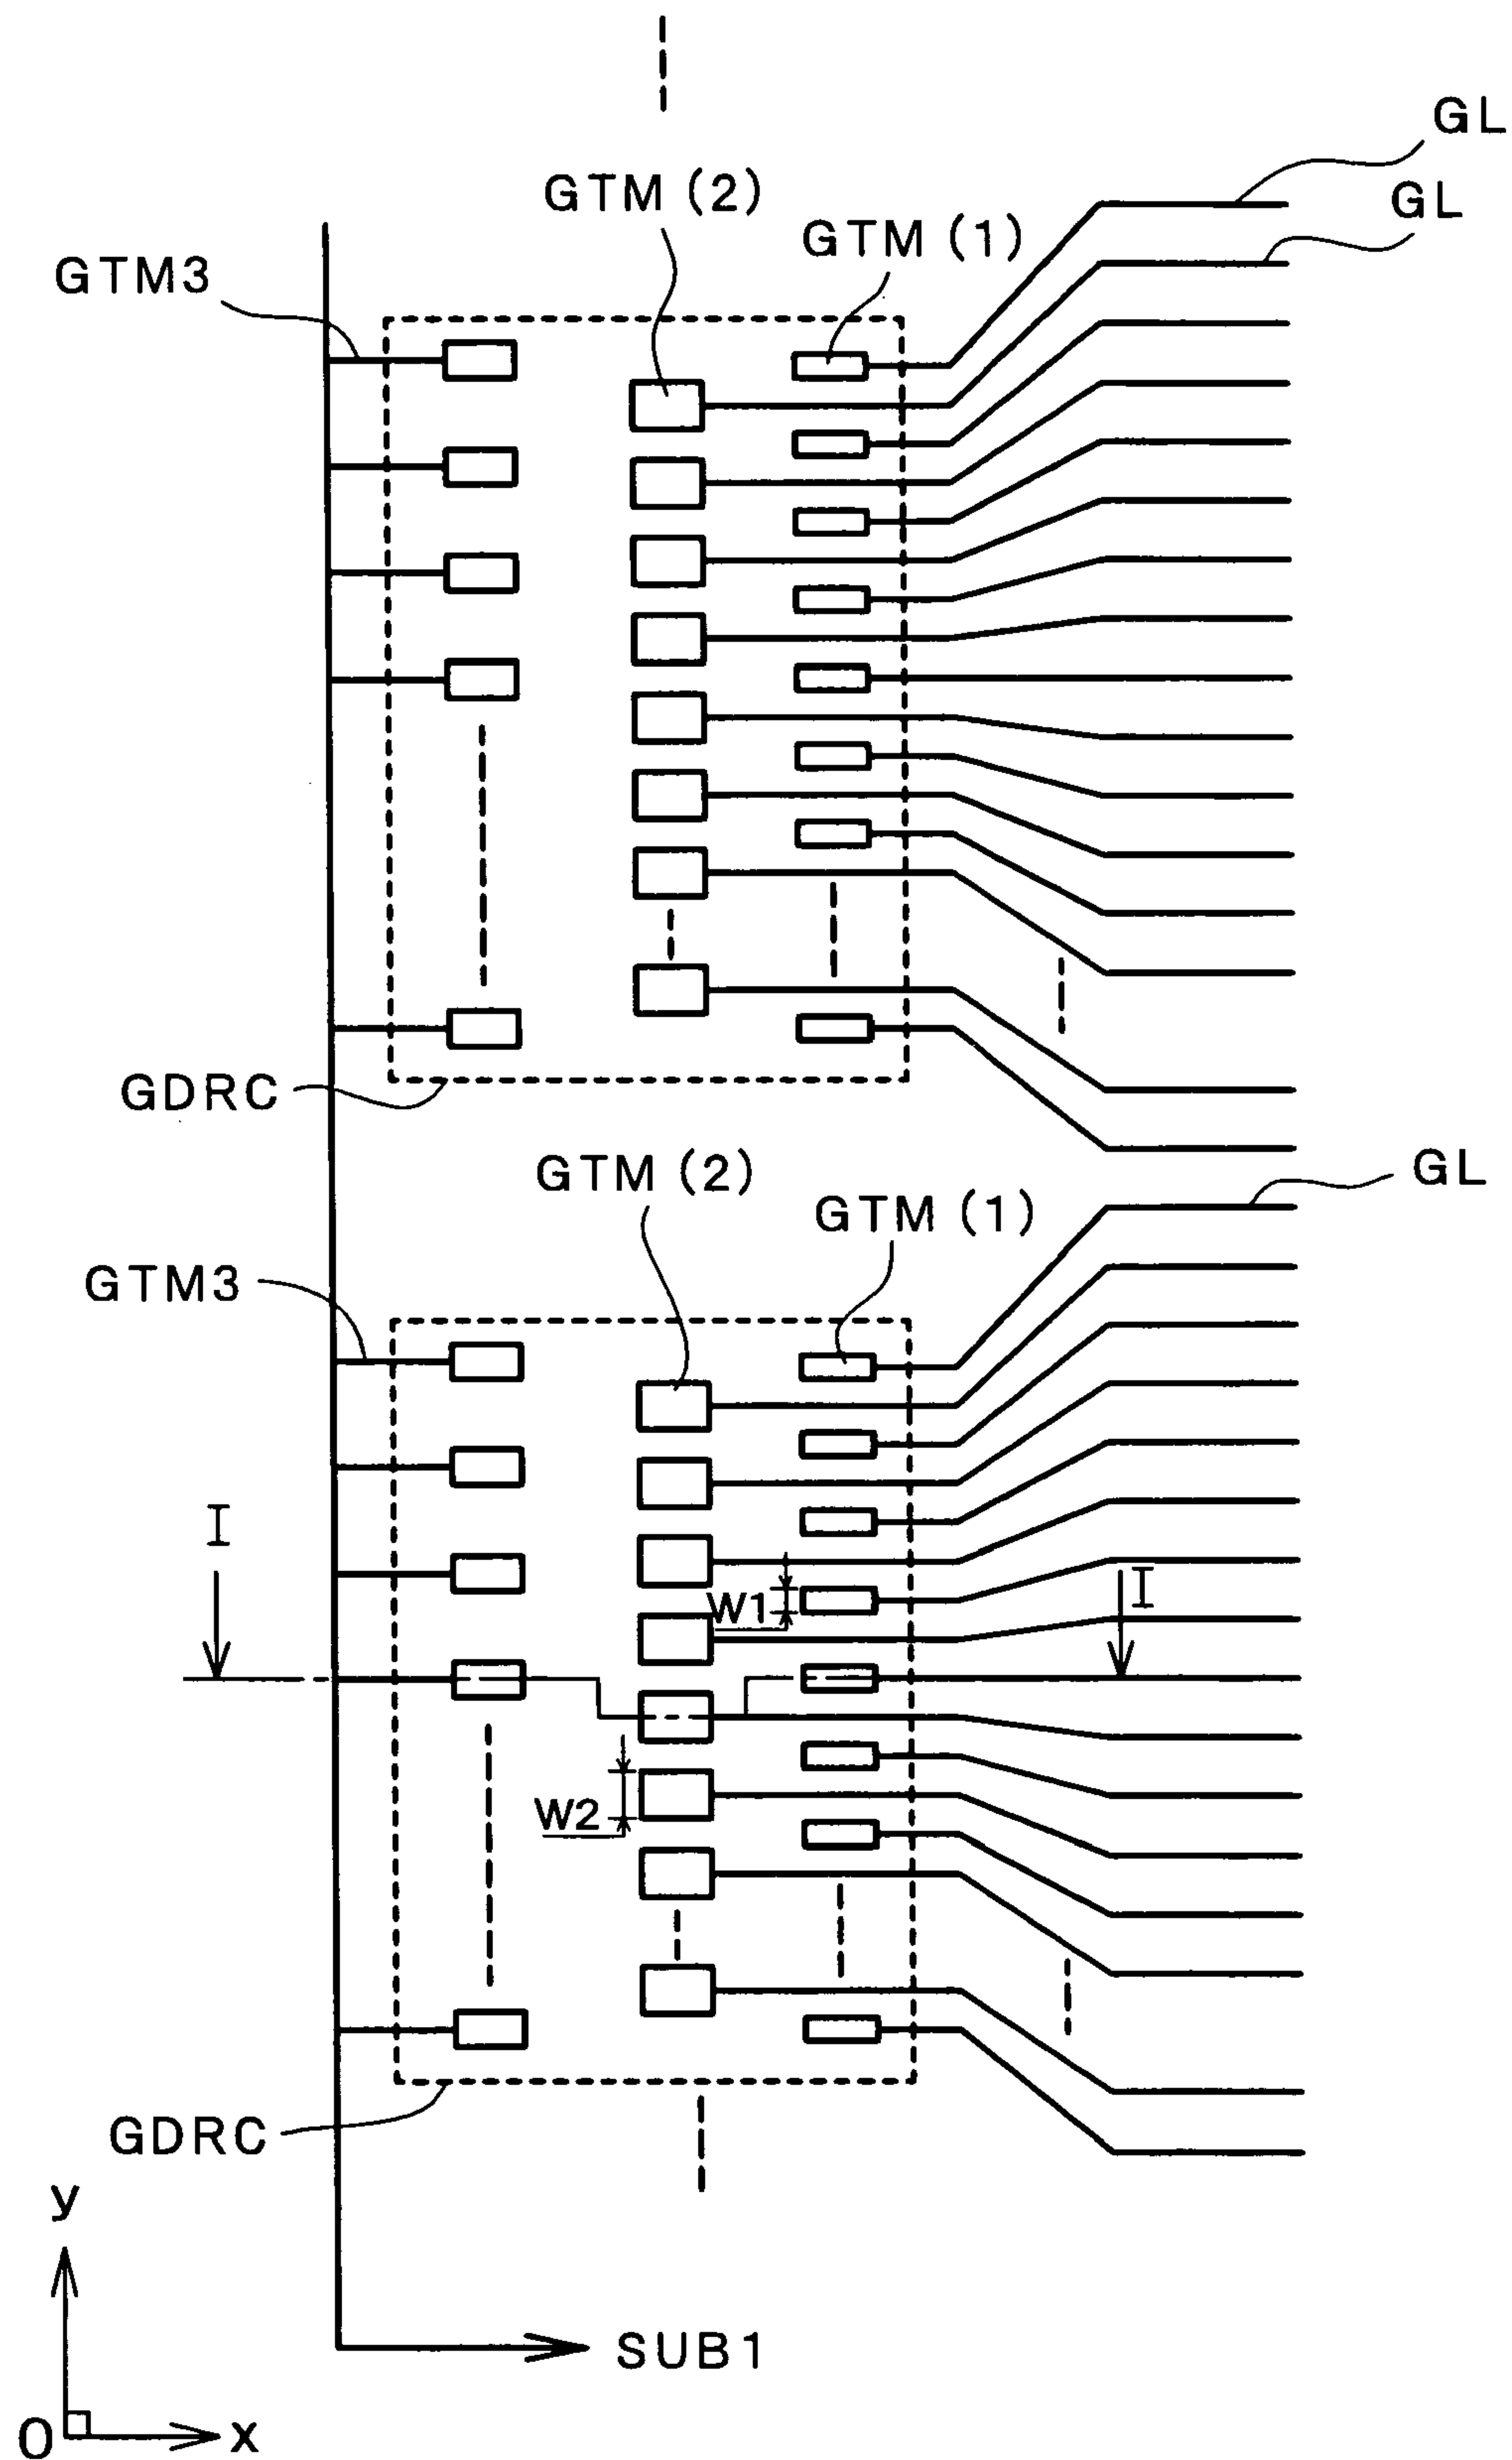 GL
GTM (2)
GL
GTM (1)
GTM3
GDRC
GTM (2)
GL
GTM (1)
GTM3
I
I
W1
W2
GDRC
y
SUB1
O
x